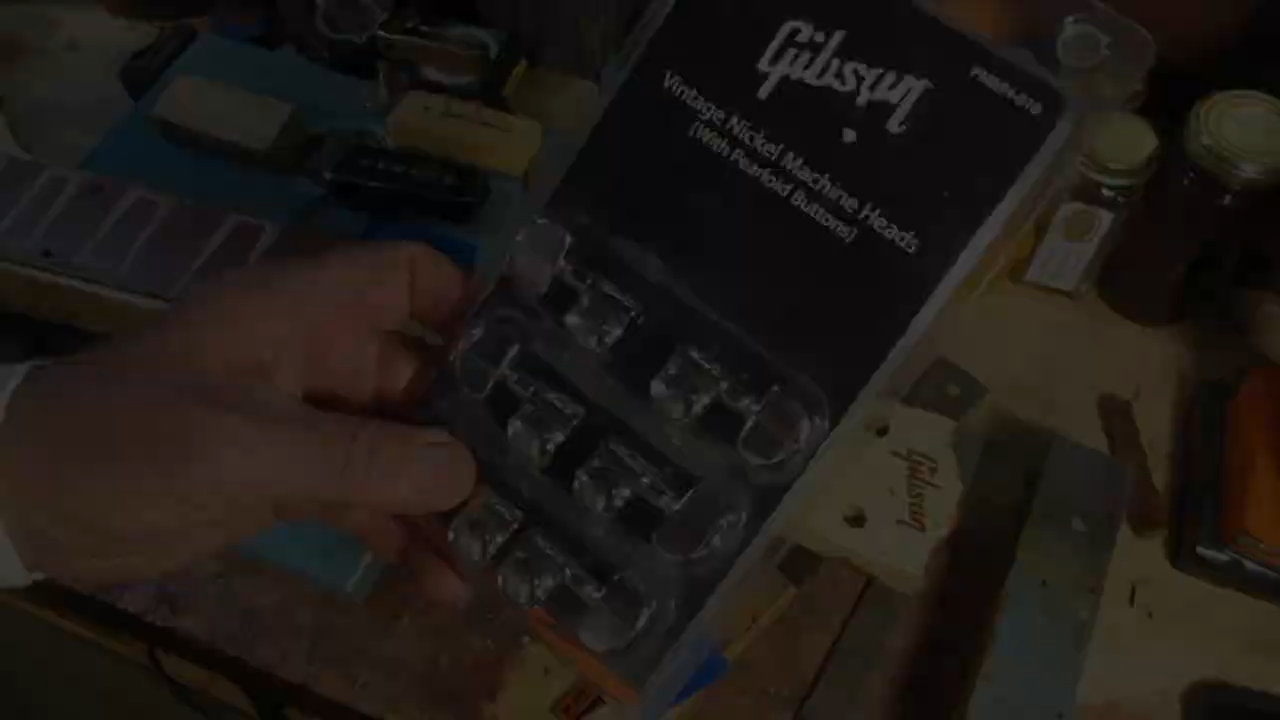 Gibson
Vintage Nickel Machine Heads
(With Pearloid Buttons)
Gibson